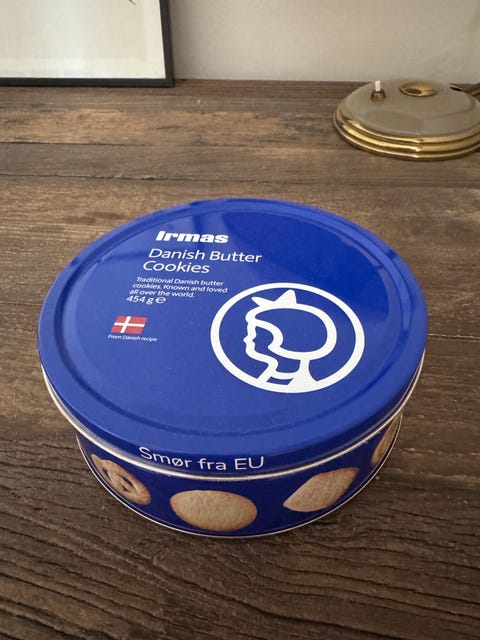 Irmas
Danish Butter
Cookies
Traditional Danish butter
cookies. Known and loved
all over the world.
454 g ℮
From Danish recipe
Smør fra EU